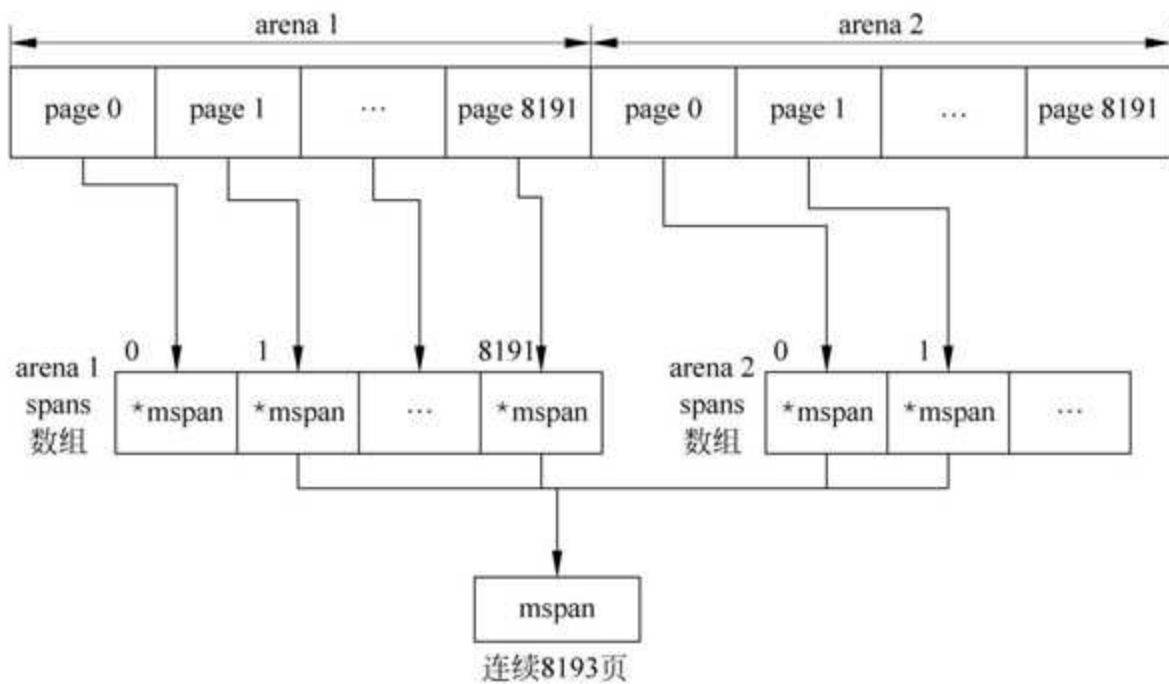 arena 1 arena 2
page 0 page 1 … page 8191 page 0 page 1 … page 8191
0 1 8191 0 1
arena 1
spans
数组
*mspan *mspan … *mspan
arena 2
spans
数组
*mspan *mspan …
mspan
连续8193页